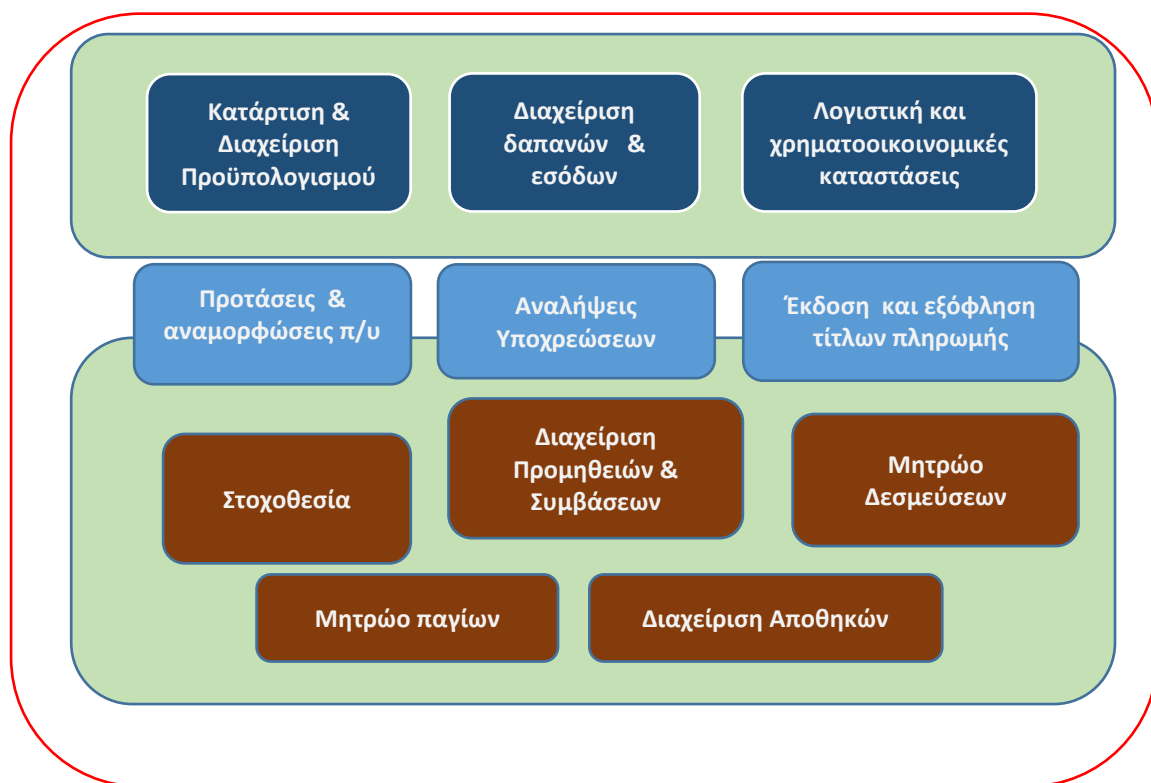 Κατάρτιση &
Διαχείριση
Προϋπολογισμού
Διαχείριση
δαπανών &
εσόδων
Λογιστική και
χρηματοοικοινομικές
καταστάσεις
Προτάσεις &
αναμορφώσεις π/υ
Αναλήψεις
Υποχρεώσεων
Έκδοση και εξόφληση
τίτλων πληρωμής
Στοχοθεσία
Διαχείριση
Προμηθειών &
Συμβάσεων
Μητρώο
Δεσμεύσεων
Μητρώο παγίων
Διαχείριση Αποθηκών